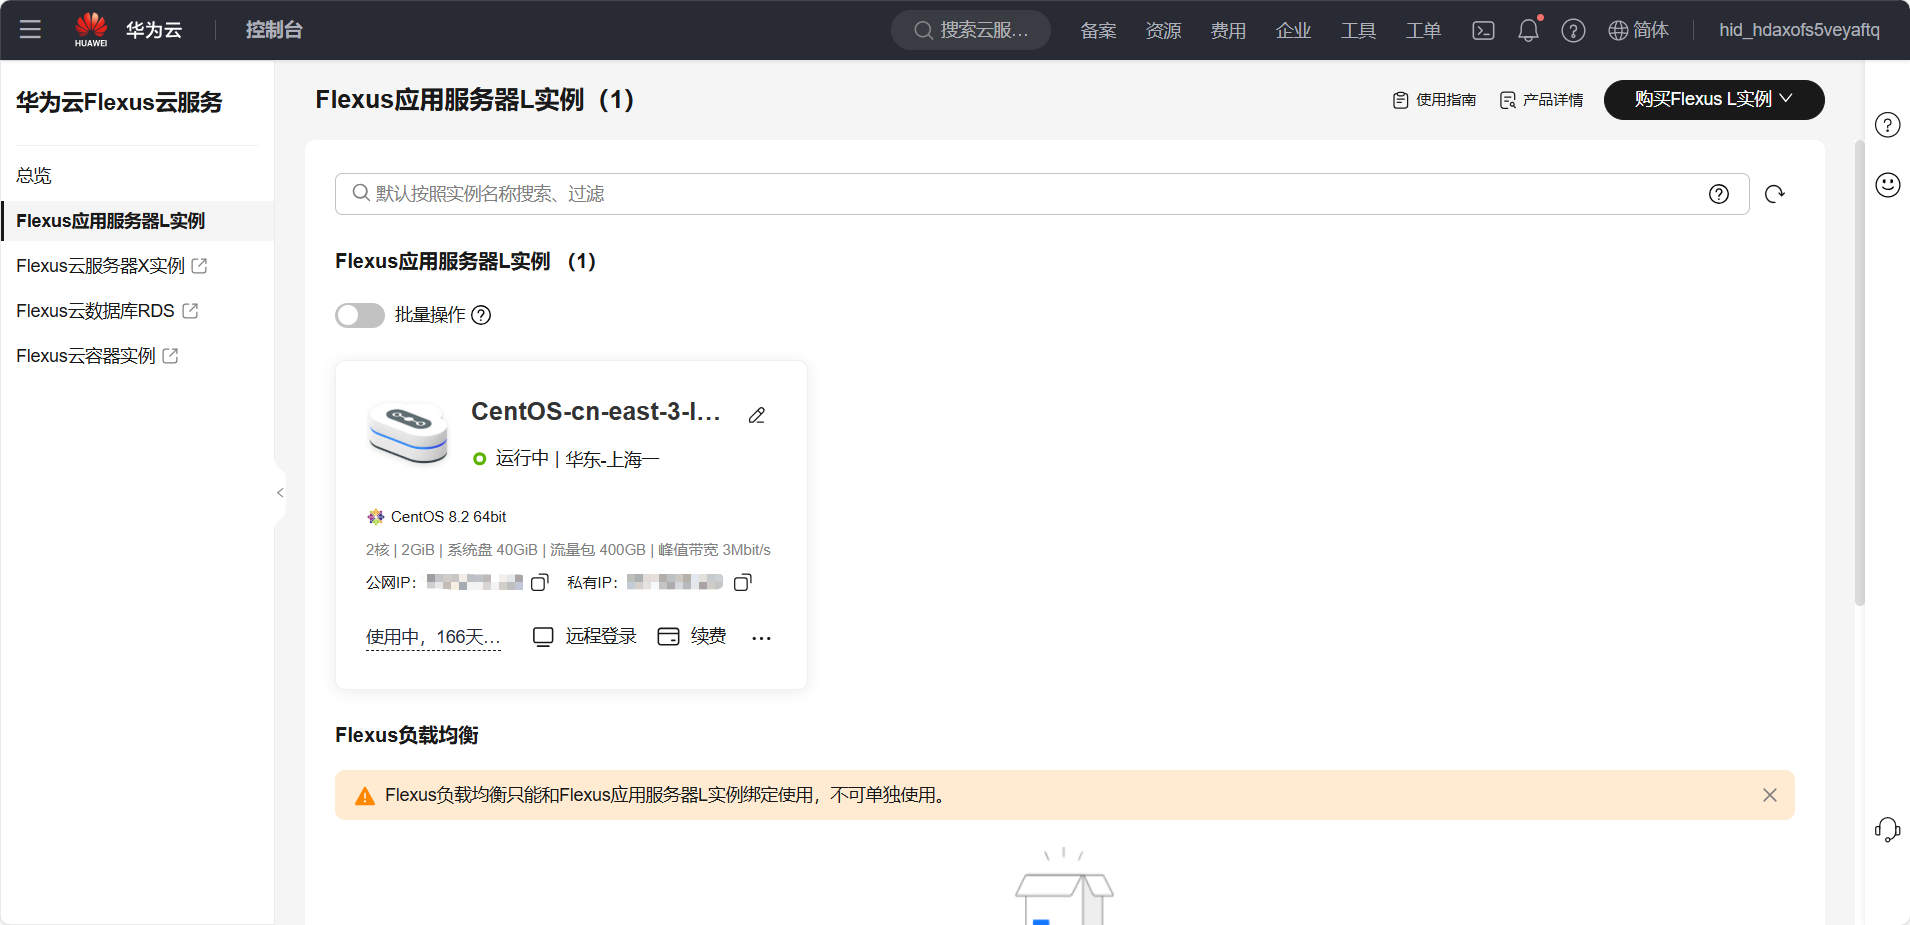 HUAWEI
华为云
控制台
搜索云服...
备案
资源
费用
企业
工具
工单
简体
hid_hdaxofs5veyaftq
华为云Flexus云服务
总览
Flexus应用服务器L实例
Flexus云服务器X实例
Flexus云数据库RDS
Flexus云容器实例
Flexus应用服务器L实例（1）
使用指南
产品详情
购买Flexus L实例
默认按照实例名称搜索、过滤
Flexus应用服务器L实例 （1）
批量操作
CentOS-cn-east-3-l...
运行中 | 华东-上海一
CentOS 8.2 64bit
2核 | 2GiB | 系统盘 40GiB | 流量包 400GB | 峰值带宽 3Mbit/s
公网IP：
私有IP：
使用中，166天...
远程登录
续费
...
Flexus负载均衡
Flexus负载均衡只能和Flexus应用服务器L实例绑定使用，不可单独使用。